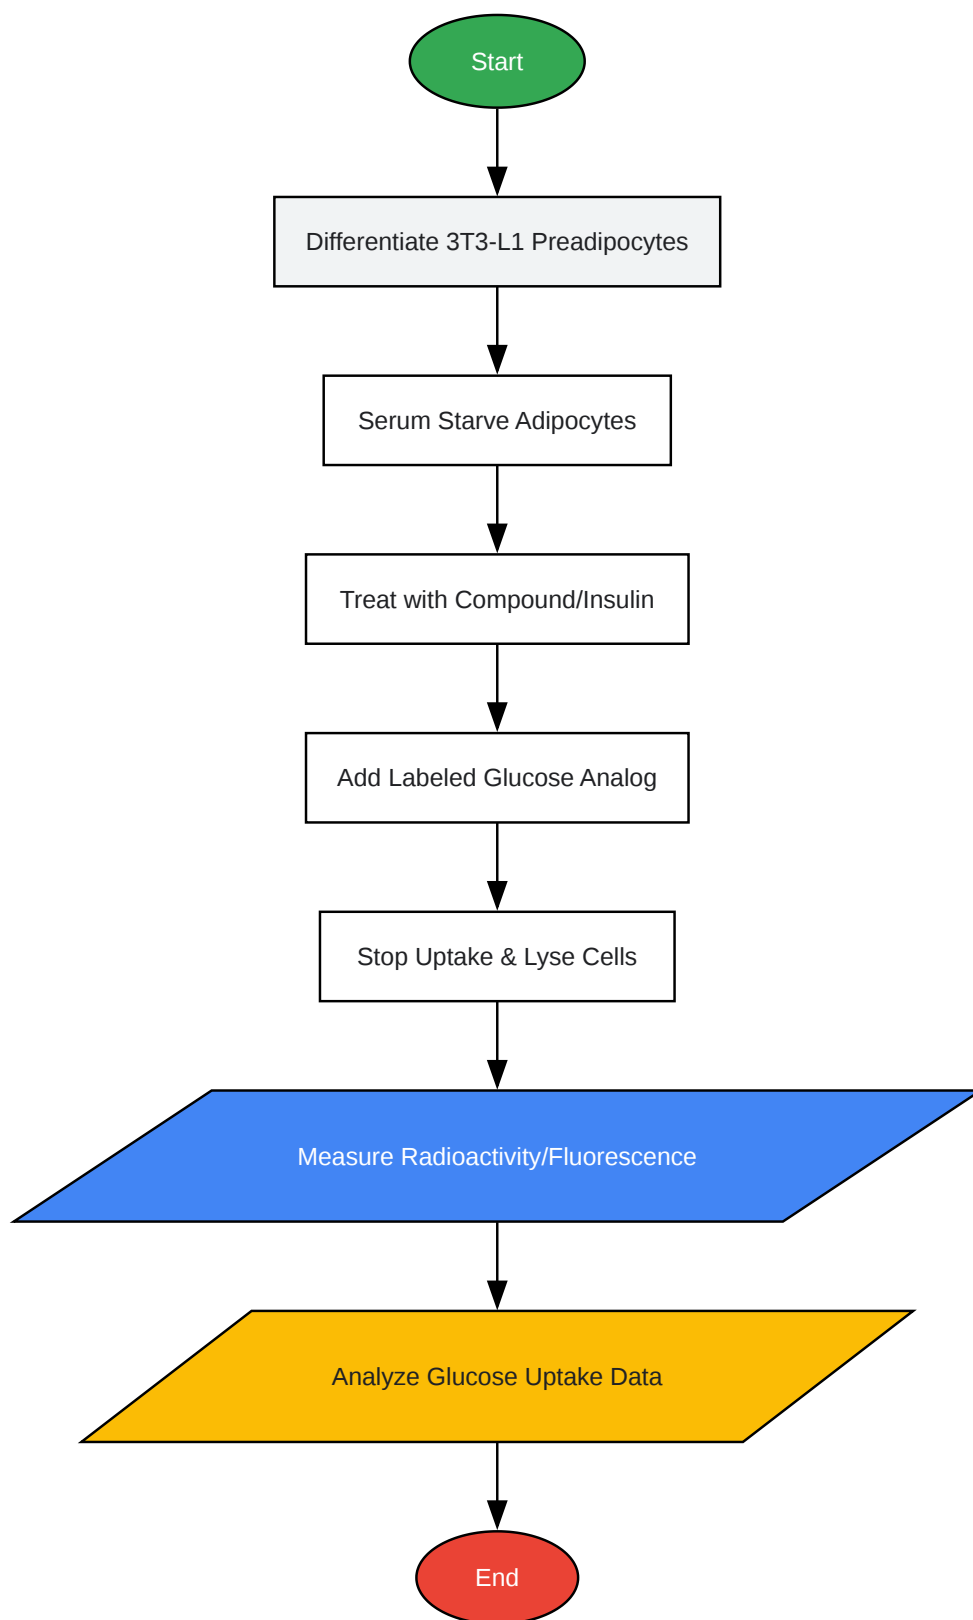 Start
Differentiate 3T3-L1 Preadipocytes
Serum Starve Adipocytes
Treat with Compound/Insulin
Add Labeled Glucose Analog
Stop Uptake & Lyse Cells
Measure Radioactivity/Fluorescence
Analyze Glucose Uptake Data
End